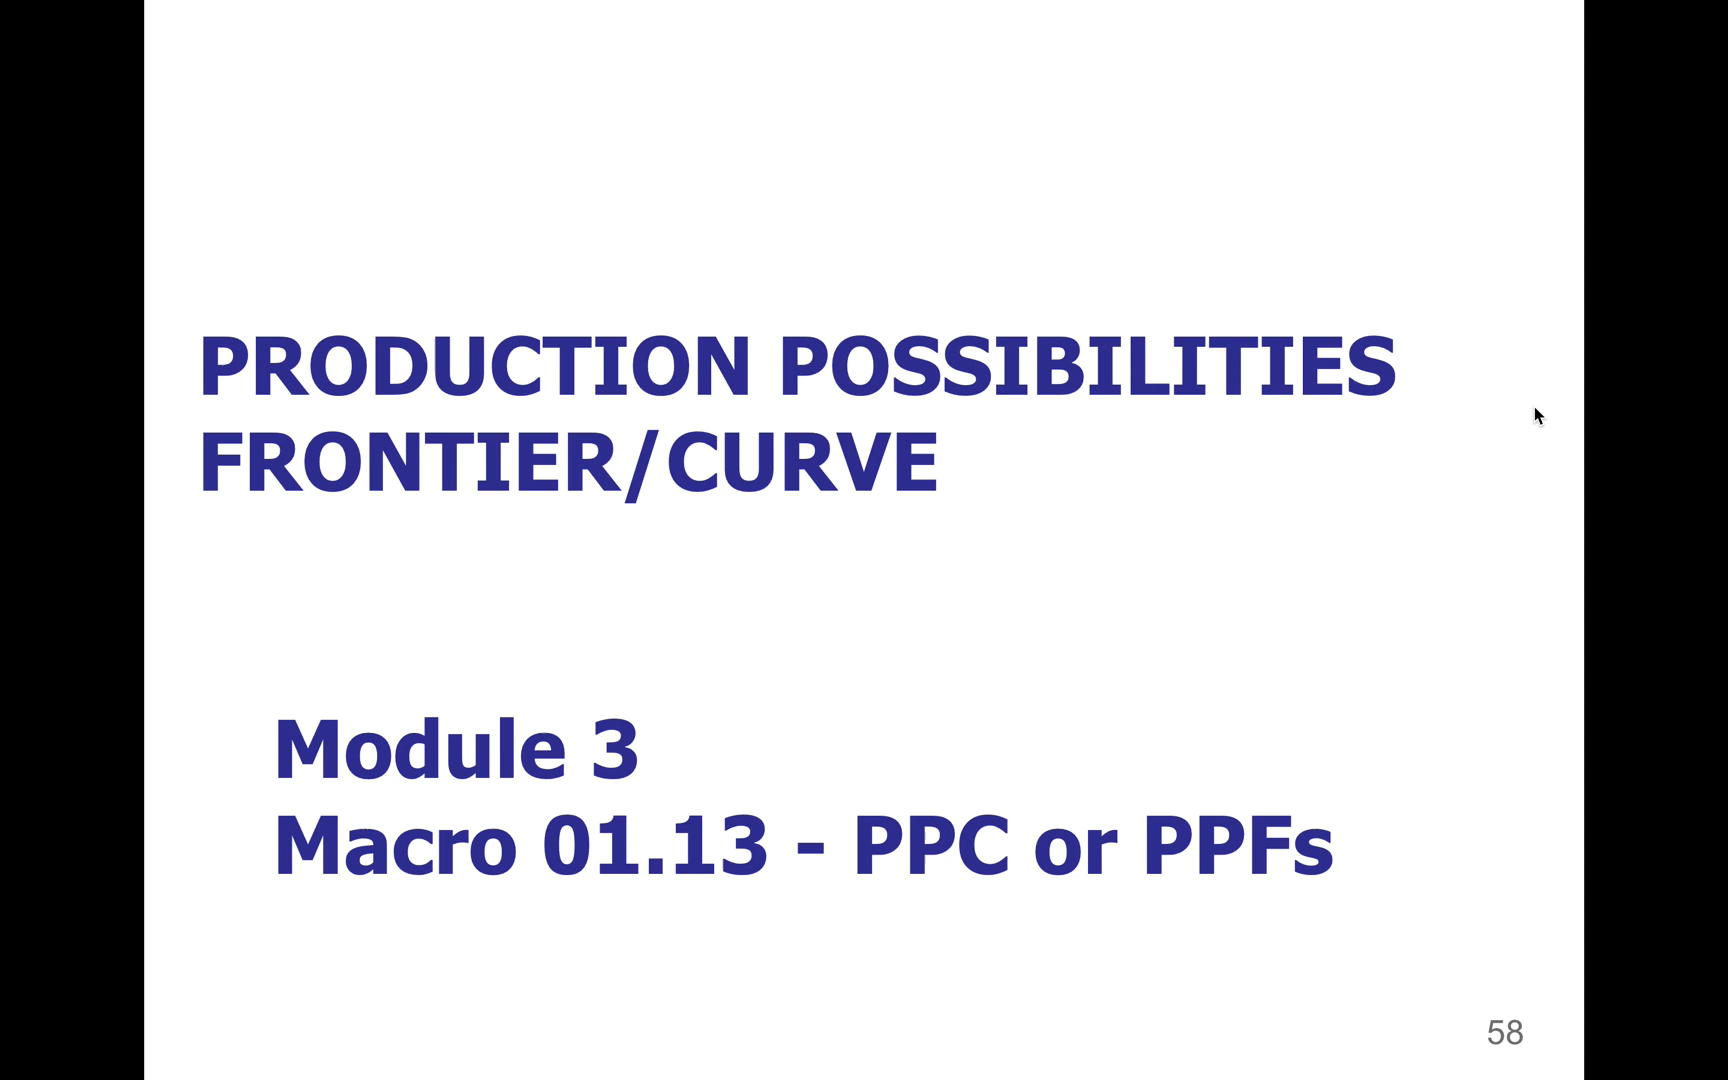 PRODUCTION POSSIBILITIES
FRONTIER/CURVE
Module 3
Macro 01.13 - PPC or PPFs
58